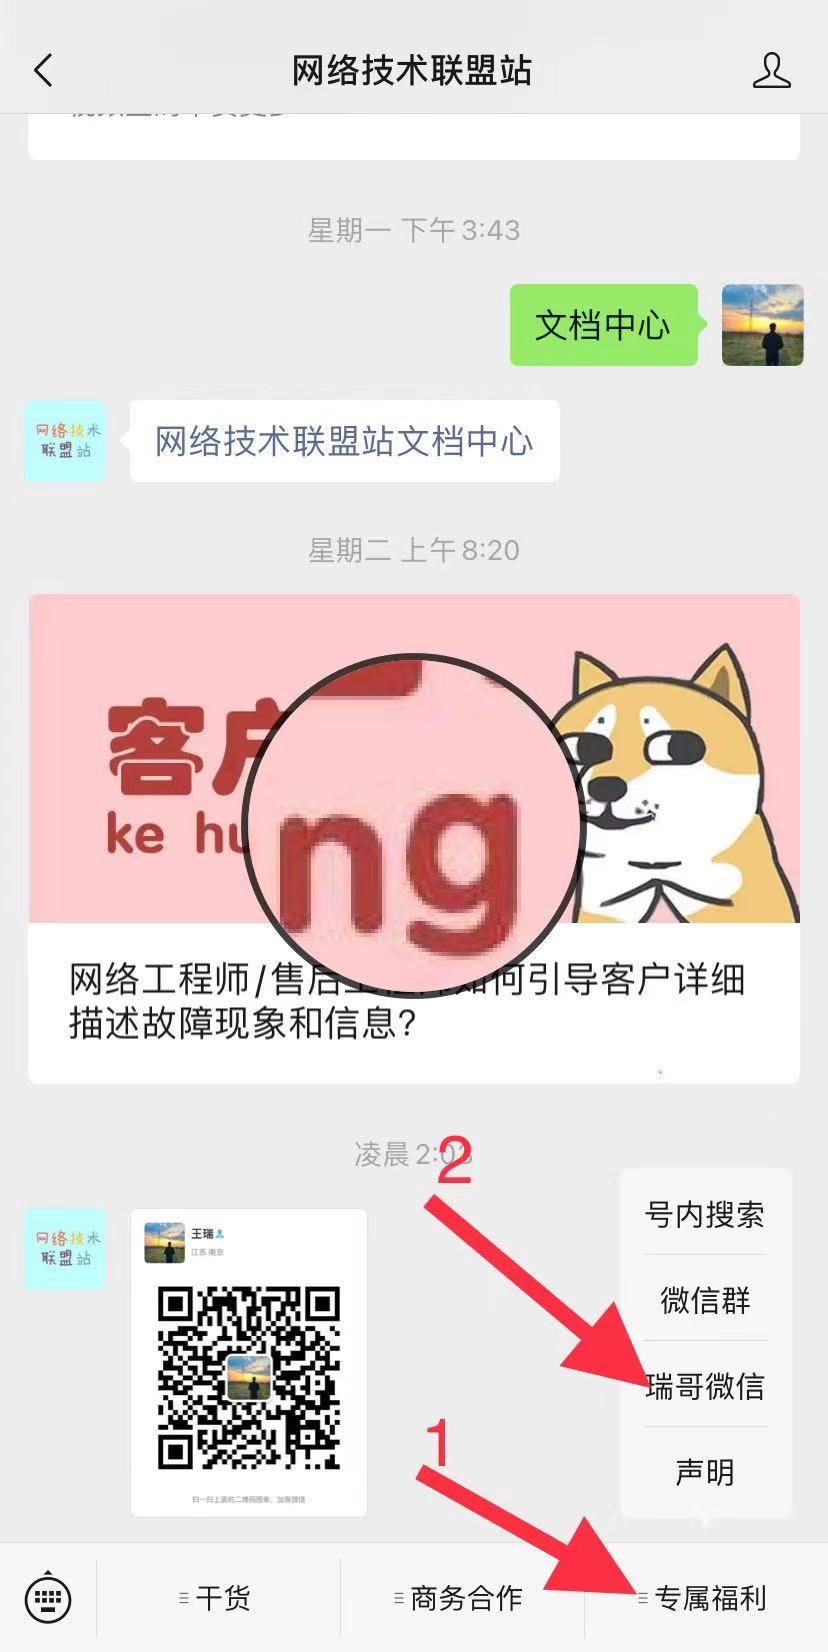 网络技术联盟站
星期一 下午 3:43
文档中心
网络技术
联盟站
网络技术联盟站文档中心
星期二 上午 8:20
客户
ke hu
ng
网络工程师/售后工程师如何引导客户详细
描述故障现象和信息?
凌晨 2:03
2
网络技术
联盟站
王瑞
江苏 南京
扫一扫上面的二维码图案，加我微信
号内搜索
微信群
瑞哥微信
声明
1
干货
商务合作
专属福利